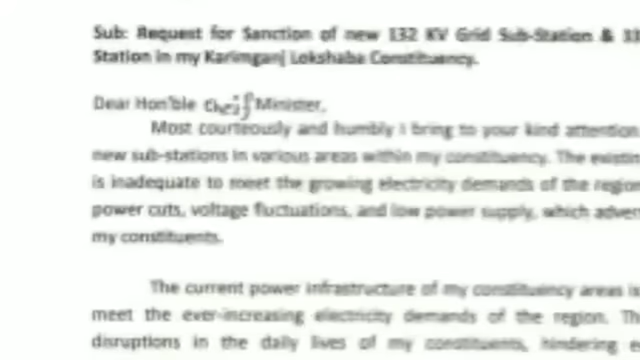 Sub: Request for Sanction of new 132 KV Grid Sub-Station & 33
Station in my Karimganj Lokshaba Constituency.
Dear Hon'ble Chief Minister,
Most courteously and humbly I bring to your kind attention
new sub-stations in various areas within my constituency. The existin
is inadequate to meet the growing electricity demands of the region
power cuts, voltage fluctuations, and low power supply, which advers
my constituents.
The current power infrastructure of my constituency areas is
meet the ever-increasing electricity demands of the region. Th
disruptions in the daily lives of my constituents, hindering e